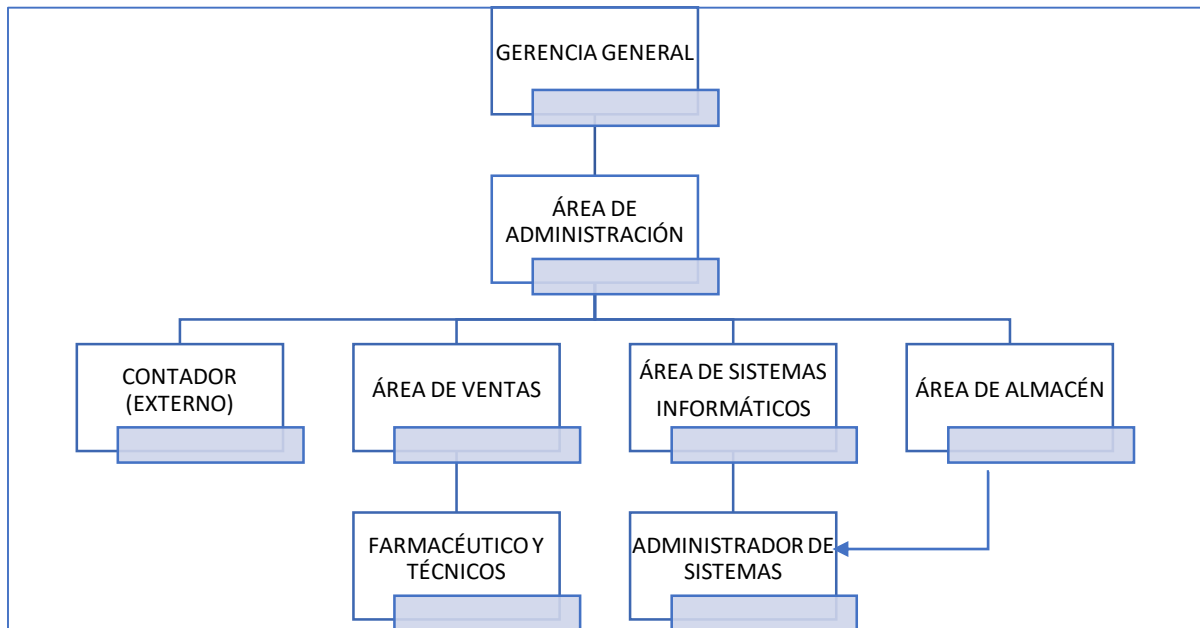 GERENCIA GENERAL
ÁREA DE
ADMINISTRACIÓN
CONTADOR
(EXTERNO)
ÁREA DE VENTAS
ÁREA DE SISTEMAS
INFORMÁTICOS
ÁREA DE ALMACÉN
FARMACÉUTICO Y
TÉCNICOS
ADMINISTRADOR DE
SISTEMAS